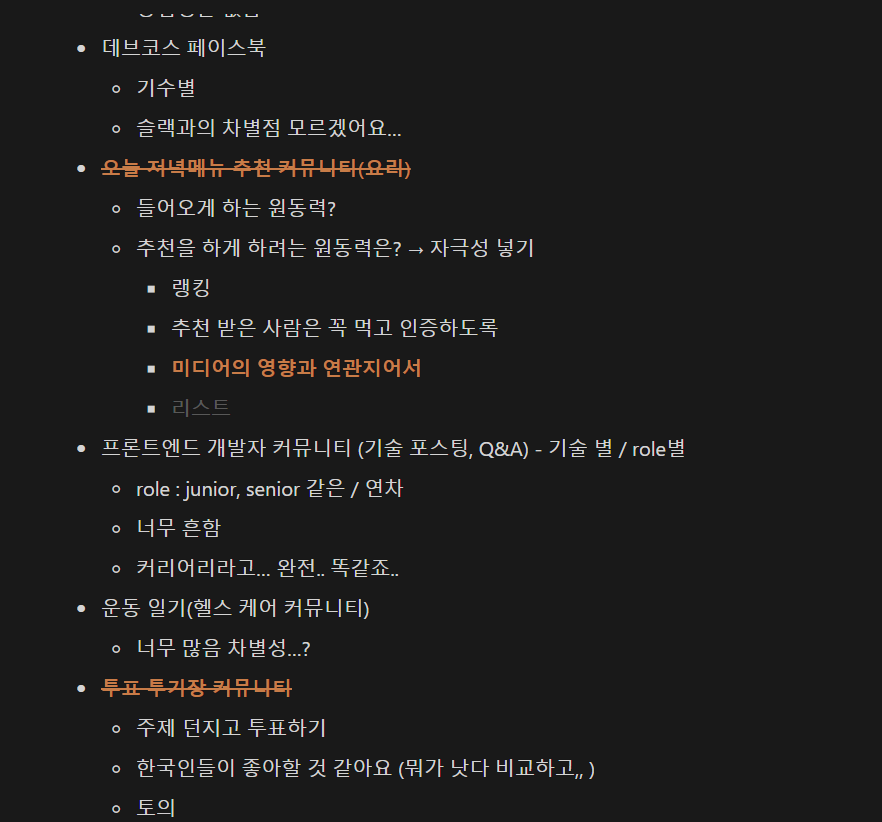 데브코스 페이스북
기수별
슬랙과의 차별점 모르겠어요...
오늘 저녁메뉴 추천 커뮤니티(요리)
들어오게 하는 원동력?
추천을 하게 하려는 원동력은? → 자극성 넣기
랭킹
추천 받은 사람은 꼭 먹고 인증하도록
미디어의 영향과 연관지어서
리스트
프론트엔드 개발자 커뮤니티 (기술 포스팅, Q&A) - 기술 별 / role별
role : junior, senior 같은 / 연차
너무 흔함
커리어리라고... 완전.. 똑같죠..
운동 일기(헬스 케어 커뮤니티)
너무 많음 차별성...?
투표 투기장 커뮤니티
주제 던지고 투표하기
한국인들이 좋아할 것 같아요 (뭐가 낫다 비교하고,, )
토의